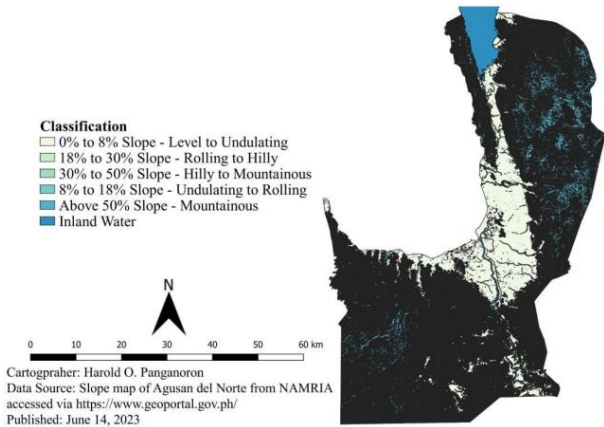 Classification
0% to 8% Slope - Level to Undulating
18% to 30% Slope - Rolling to Hilly
30% to 50% Slope - Hilly to Mountainous
8% to 18% Slope - Undulating to Rolling
Above 50% Slope - Mountainous
Inland Water
N
0 10 20 30 40 50 60 km
Cartograpraher: Harold O. Panganoron
Data Source: Slope map of Agusan del Norte from NAMRIA
accessed via https://www.geoportal.gov.ph/
Published: June 14, 2023